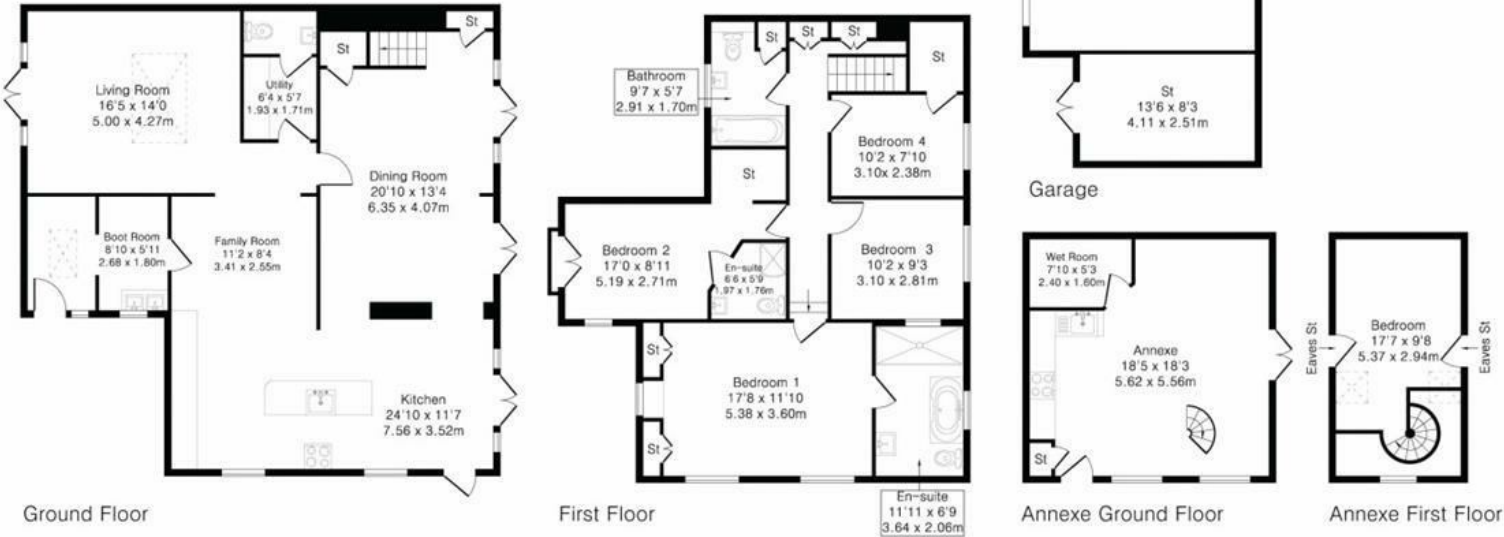 Living Room
16'5 x 14'0
5.00 x 4.27m
Utility
6'4 x 5'7
1.93 x 1.71m
St
St
Dining Room
20'10 x 13'4
6.35 x 4.07m
Boot Room
8'10 x 5'11
2.68 x 1.80m
Family Room
11'2 x 8'4
3.41 x 2.55m
Kitchen
24'10 x 11'7
7.56 x 3.52m
Ground Floor
Bathroom
9'7 x 5'7
2.91 x 1.70m
St
St
St
St
Bedroom 4
10'2 x 7'10
3.10x 2.38m
St
Bedroom 2
17'0 x 8'11
5.19 x 2.71m
En-suite
6'6 x 5'9
1.97 x 1.76m
Bedroom 3
10'2 x 9'3
3.10 x 2.81m
St
Bedroom 1
17'8 x 11'10
5.38 x 3.60m
St
En-suite
11'11 x 6'9
3.64 x 2.06m
First Floor
St
13'6 x 8'3
4.11 x 2.51m
Garage
Wet Room
7'10 x 5'3
2.40 x 1.60m
Annexe
18'5 x 18'3
5.62 x 5.56m
St
Annexe Ground Floor
Eaves St
Bedroom
17'7 x 9'8
5.37 x 2.94m
Eaves St
Annexe First Floor